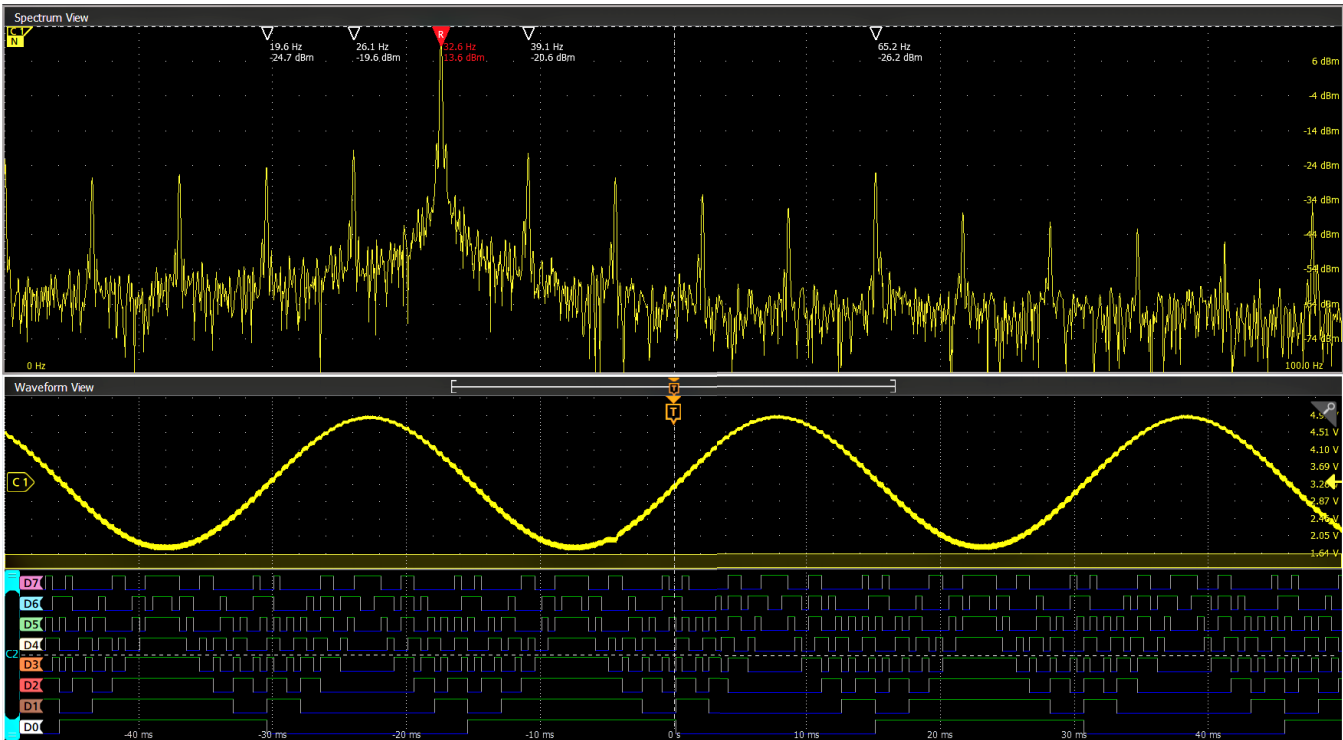 Spectrum View
C 1
N
R
19.6 Hz
-24.7 dBm
26.1 Hz
-19.6 dBm
32.6 Hz
13.6 dBm
39.1 Hz
-20.6 dBm
65.2 Hz
-26.2 dBm
6 dBm
-4 dBm
-14 dBm
-24 dBm
-34 dBm
-44 dBm
-54 dBm
-64 dBm
-74 dBm
0 Hz
100.0 Hz
Waveform View
T
T
C 1
4.51 V
4.10 V
3.69 V
3.28 V
2.87 V
2.46 V
2.05 V
1.64 V
D7
D6
D5
D4
C2
D3
D2
D1
D0
-40 ms
-30 ms
-20 ms
-10 ms
0 s
10 ms
20 ms
30 ms
40 ms